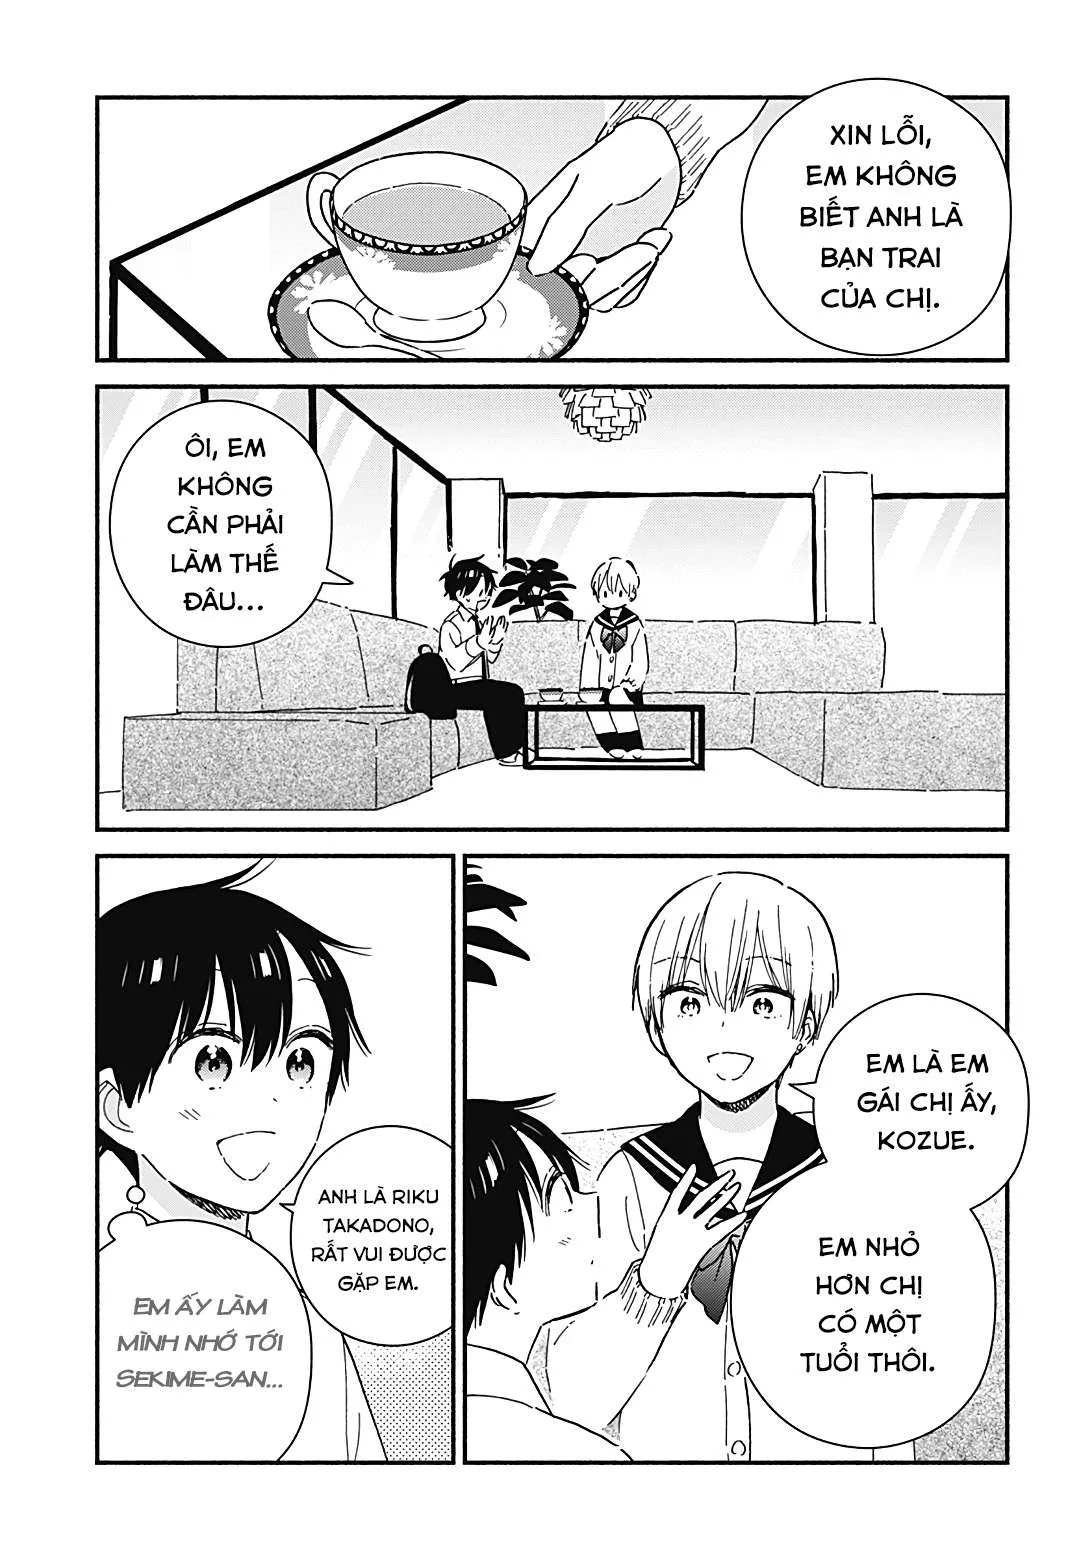 XIN LỖI,
EM KHÔNG
BIẾT ANH LÀ
BẠN TRAI
CỦA CHỊ.
ÔI, EM
KHÔNG
CẦN PHẢI
LÀM THẾ
ĐÂU...
EM LÀ EM
GÁI CHỊ ẤY,
KOZUE.
EM NHỎ
HƠN CHỊ
CÓ MỘT
TUỔI THÔI.
ANH LÀ RIKU
TAKADONO,
RẤT VUI ĐƯỢC
GẶP EM.
EM ẤY LÀM
MÌNH NHỚ TỚI
SEKIME-SAN...